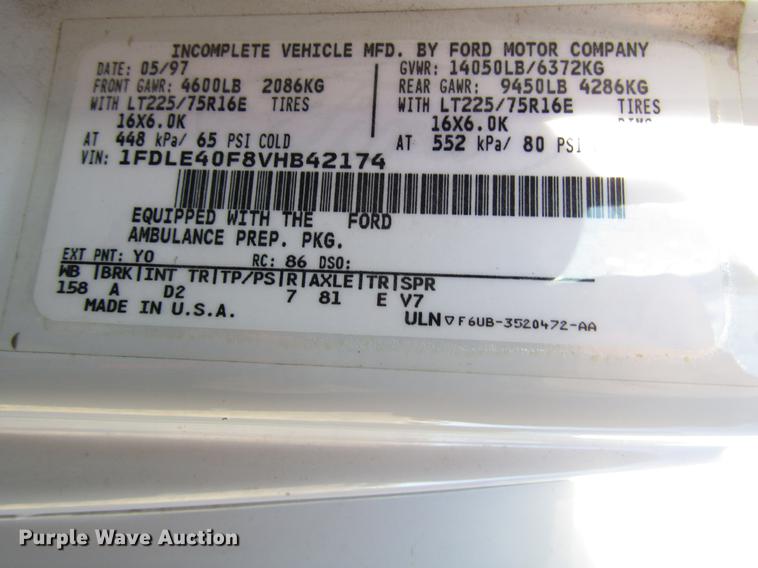 INCOMPLETE VEHICLE MFD. BY FORD MOTOR COMPANY
DATE: 05/97
FRONT GAWR: 4600LB 2086KG
WITH LT225/75R16E TIRES
16X6.0K
AT 448 kPa/ 65 PSI COLD
GVWR: 14050LB/6372KG
REAR GAWR: 9450LB 4286KG
WITH LT225/75R16E TIRES
16X6.0K
AT 552 kPa/ 80 PSI
VIN: 1FDLE40F8VHB42174
EQUIPPED WITH THE FORD
AMBULANCE PREP. PKG.
EXT PNT: YO RC: 86 DSO:
WB |BRK|INT TR|TP/PS|R|AXLE|TR|SPR
158 A D2 7 81 E V7
MADE IN U.S.A.
ULN ▽ F6UB-3520472-AA
Purple Wave Auction